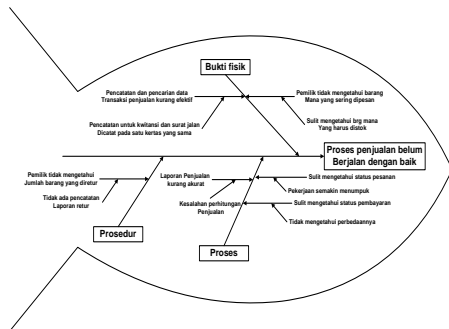 Bukti fisik
Pencatatan dan pencarian data
Transaksi penjualan kurang efektif
Pemilik tidak mengetahui barang
Mana yang sering dipesan
Pencatatan untuk kwitansi dan surat jalan
Dicatat pada satu kertas yang sama
Sulit mengetahui brg mana
Yang harus distok
Proses penjualan belum
Berjalan dengan baik
Pemilik tidak mengetahui
Jumlah barang yang diretur
Tidak ada pencatatan
Laporan retur
Prosedur
Laporan Penjualan
kurang akurat
Kesalahan perhitungan
Penjualan
Sulit mengetahui status pesanan
Pekerjaan semakin menumpuk
Sulit mengetahui status pembayaran
Tidak mengetahui perbedaannya
Proses